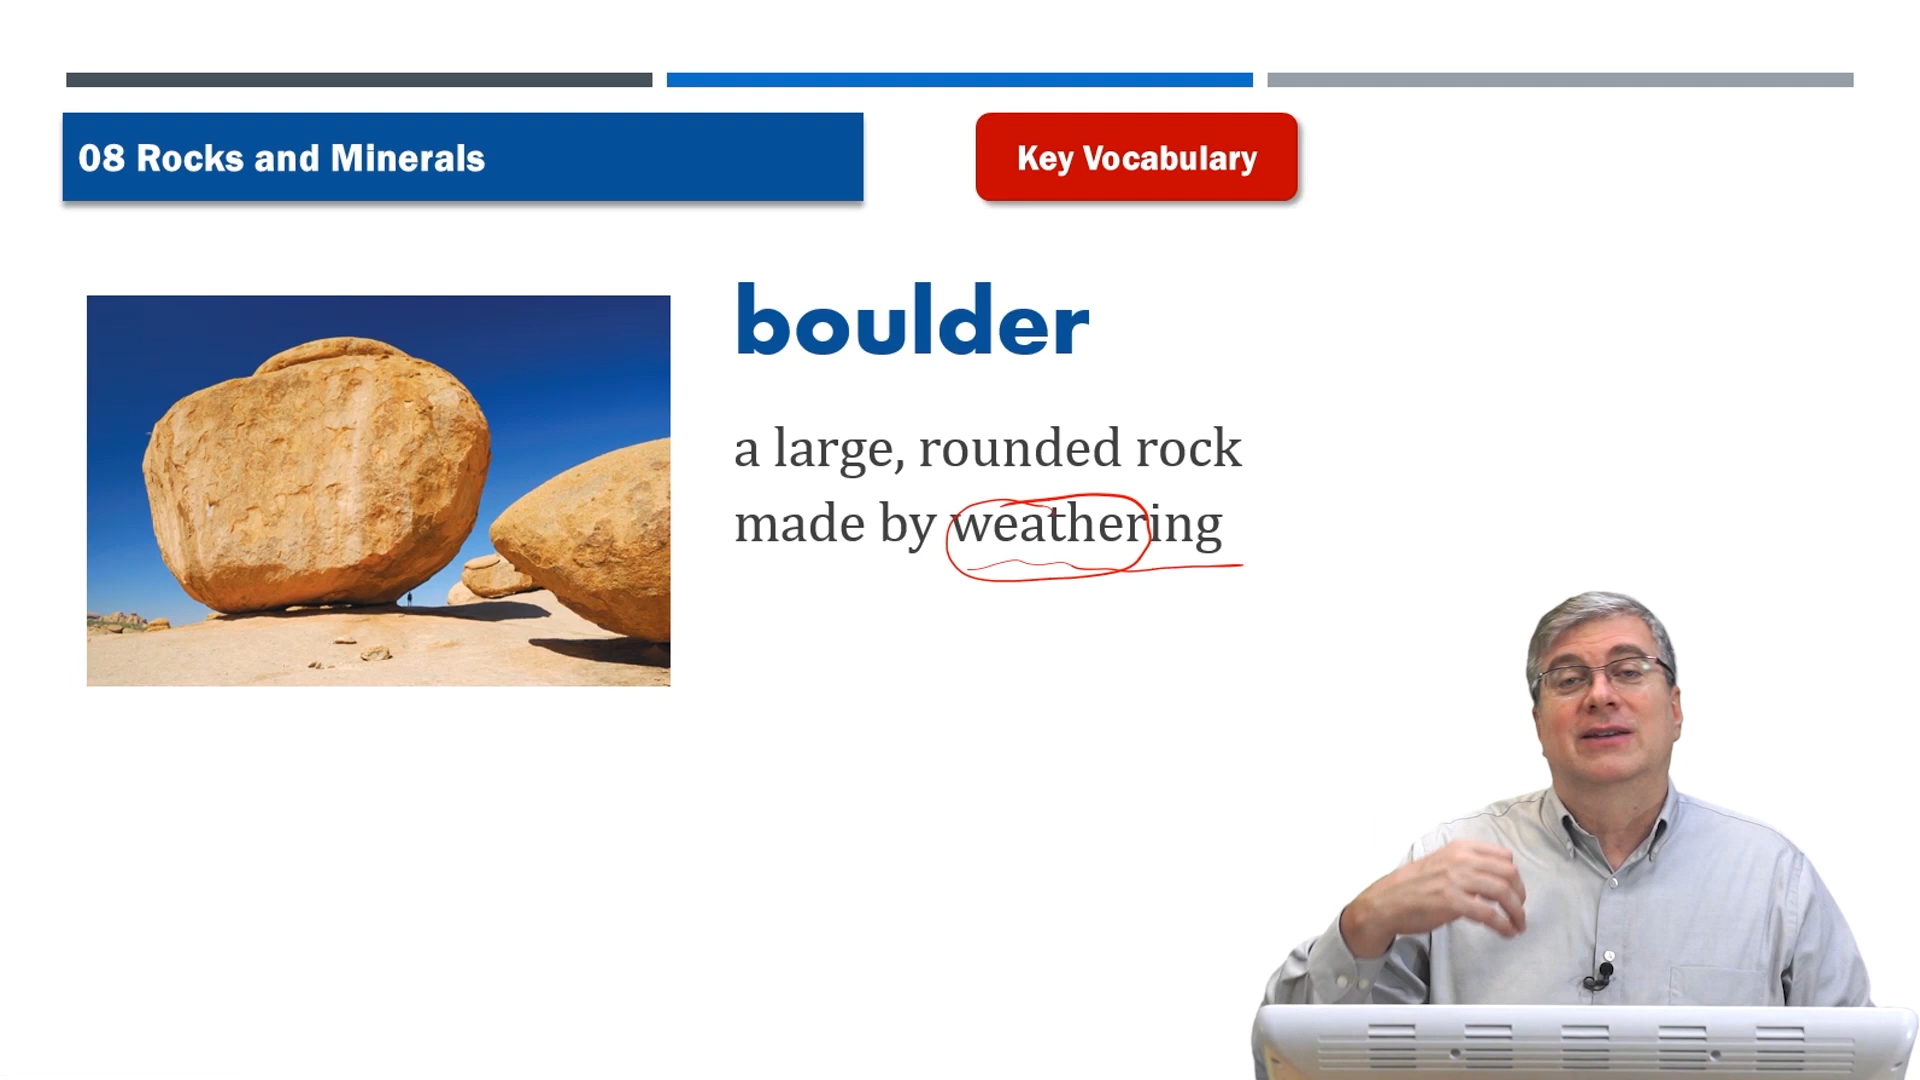 08 Rocks and Minerals
Key Vocabulary
boulder
a large, rounded rock
made by weathering